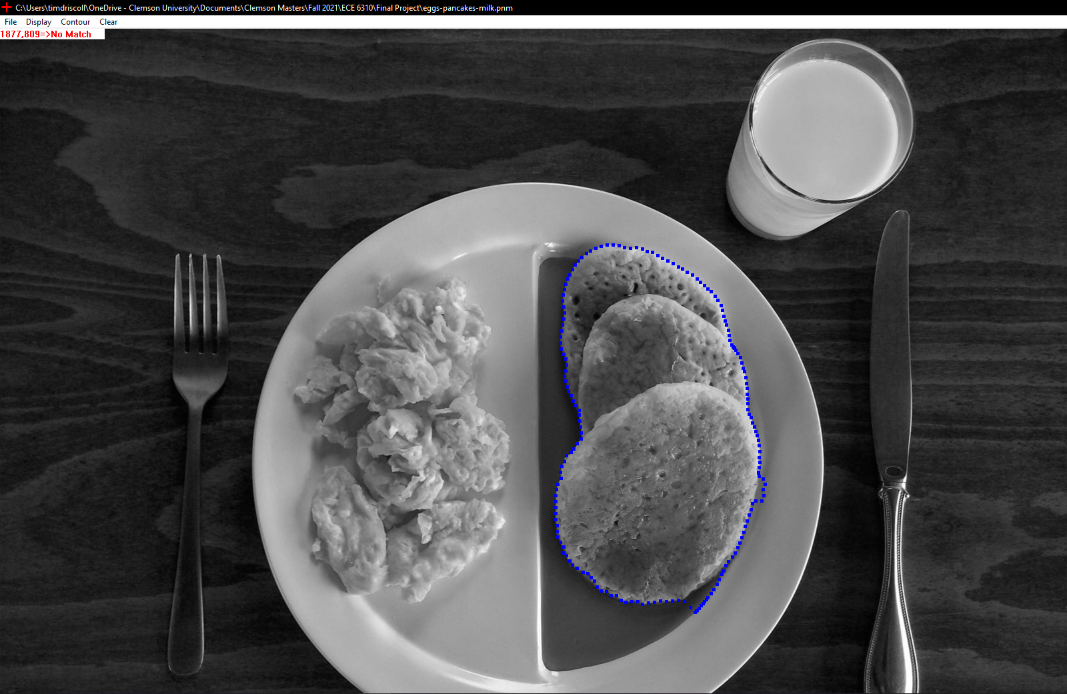 C:\Users\timdriscoll\OneDrive - Clemson University\Documents\Clemson Masters\Fall 2021\ECE 6310\Final Project\eggs-pancakes-milk.pnm
File Display Contour Clear
1877,809=>No Match